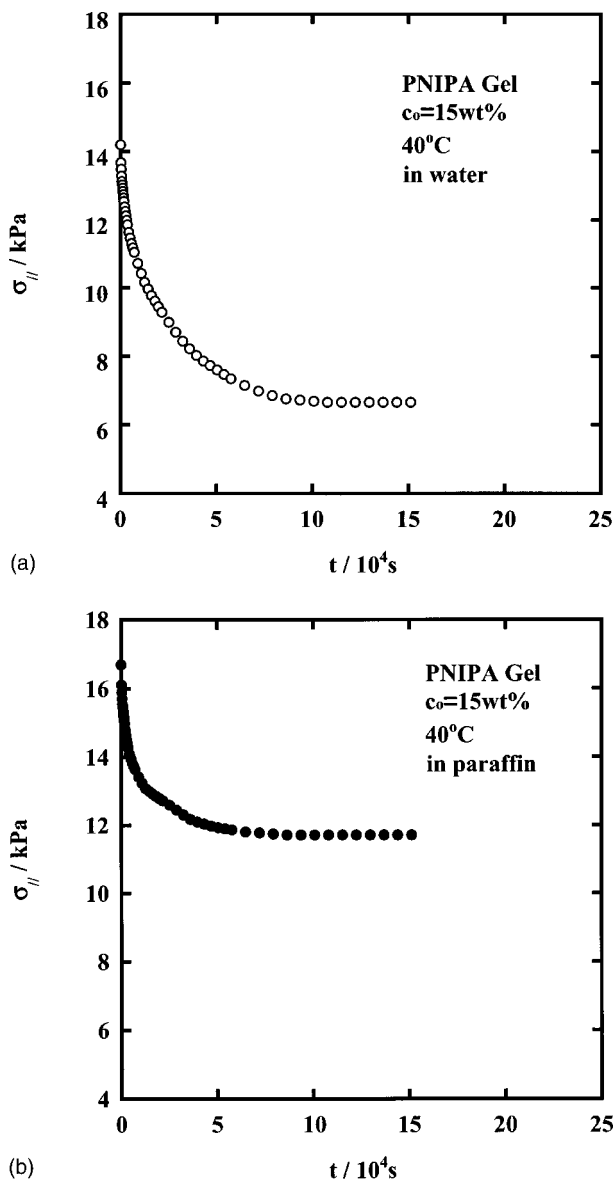 18
16
14
12
10
8
6
4
σ// / kPa
PNIPA Gel
c₀=15wt%
40°C
in water
0 5 10 15 20 25
(a)
t / 10⁴s
18
16
14
12
10
8
6
4
σ// / kPa
PNIPA Gel
c₀=15wt%
40°C
in paraffin
0 5 10 15 20 25
(b)
t / 10⁴s